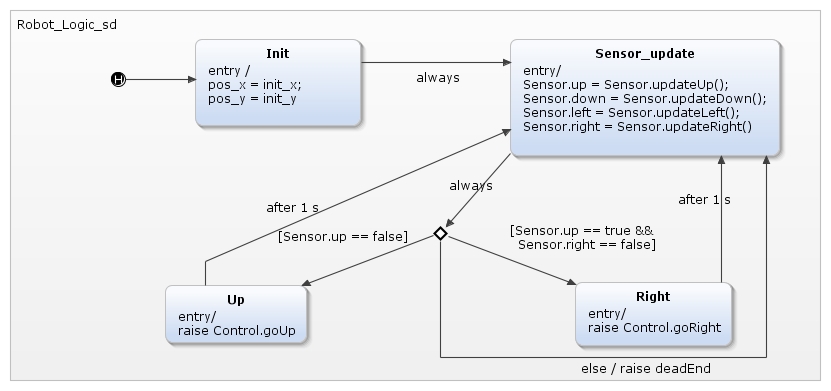 Robot_Logic_sd
H
Init
entry /
pos_x = init_x;
pos_y = init_y
always
Sensor_update
entry/
Sensor.up = Sensor.updateUp();
Sensor.down = Sensor.updateDown();
Sensor.left = Sensor.updateLeft();
Sensor.right = Sensor.updateRight()
always
after 1 s
after 1 s
[Sensor.up == false]
[Sensor.up == true &&
Sensor.right == false]
Up
entry/
raise Control.goUp
Right
entry/
raise Control.goRight
else / raise deadEnd